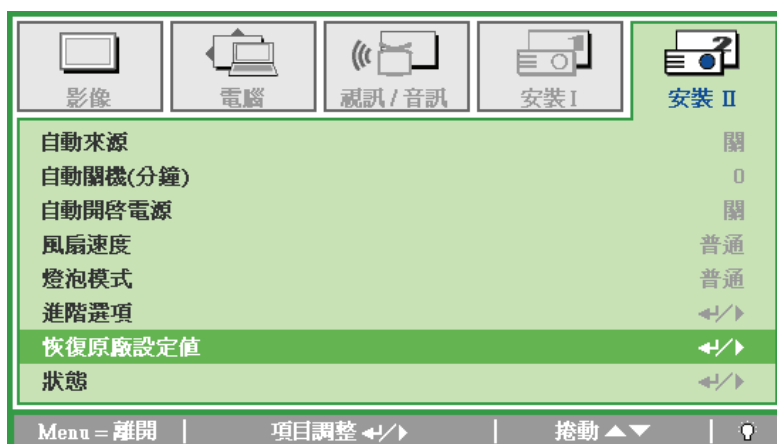 影像 電腦 視訊 / 音訊 安裝 I 安裝 II
自動來源 關
自動關機(分鐘) 0
自動開啓電源 關
風扇速度 普通
燈泡模式 普通
進階選項
恢復原廠設定值
狀態
Menu = 離開 項目調整 捲動